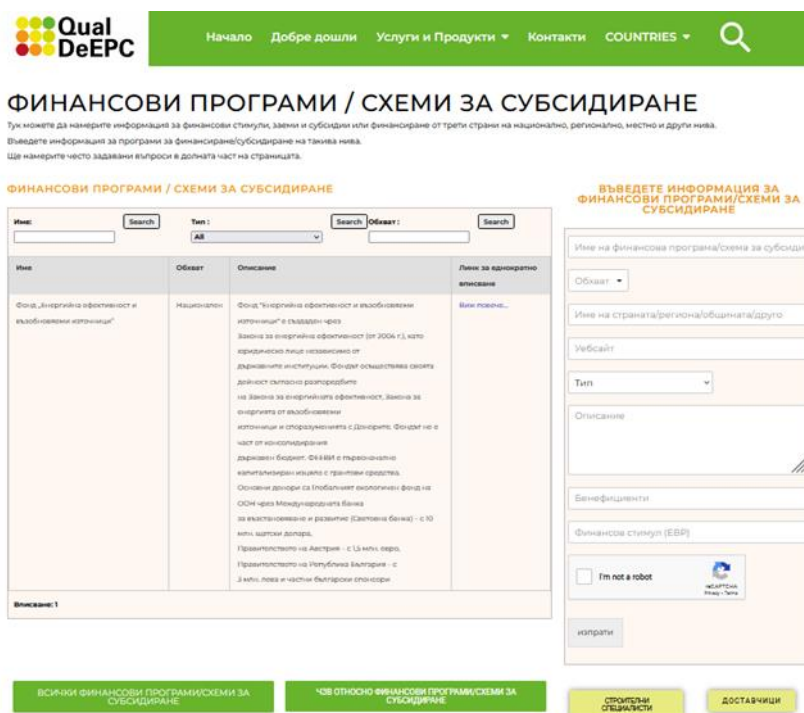 Qual
DeEPC
Начало Добре дошли Услуги и Продукти Контакти COUNTRIES
ФИНАНСОВИ ПРОГРАМИ / СХЕМИ ЗА СУБСИДИРАНЕ
Тук можете да намерите информация за финансови стимули, заеми и субсидии или финансиране от трети страни на национално, регионално, местно и други нива.
Въведете информация за програми за финансиране/субсидиране на такива нива.
Ще намерите често задавани въпроси в долната част на страницата.
ФИНАНСОВИ ПРОГРАМИ / СХЕМИ ЗА СУБСИДИРАНЕ
Име: Search Тип : Search Обхват : Search
All
Име Обхват Описание Линк за еднократно
вписване
Фонд „Енергийна ефективност и Национален Фонд "Енергийна ефективност и възобновяеми Виж повече...
възобновяеми източници" източници" е създаден чрез
Закона за енергийна ефективност (от 2004 г.), като
юридическо лице независимо от
държавните институции. Фондът осъществява своята
дейност съгласно разпоредбите
на Закона за енергийната ефективност, Закона за
енергията от възобновяеми
източници и споразуменията с Донорите. Фондът не е
част от консолидирания
държавен бюджет. ФЕЕВИ е първоначално
капитализиран изцяло с грантови средства.
Основни донори са Глобалният екологичен фонд на
ООН чрез Международната банка
за възстановяване и развитие (Световна банка) - с 10
млн. щатски долара,
Правителството на Австрия - с 1,5 млн. евро,
Правителството на Република България - с
3 млн. лева и частни български спонсори
Вписване: 1
ВЪВЕДЕТЕ ИНФОРМАЦИЯ ЗА
ФИНАНСОВИ ПРОГРАМИ/СХЕМИ ЗА
СУБСИДИРАНЕ
Име на финансова програма/схема за субсиди
Обхват
Име на страната/региона/общината/друго
Уебсайт
Тип
Описание
Бенефициенти
Финансов стимул (ЕВР)
I'm not a robot
reCAPTCHA
Privacy - Terms
изпрати
ВСИЧКИ ФИНАНСОВИ ПРОГРАМИ/СХЕМИ ЗА
СУБСИДИРАНЕ
ЧЗВ ОТНОСНО ФИНАНСОВИ ПРОГРАМИ/СХЕМИ ЗА
СУБСИДИРАНЕ
СТРОИТЕЛНИ
СПЕЦИАЛИСТИ
ДОСТАВЧИЦИ